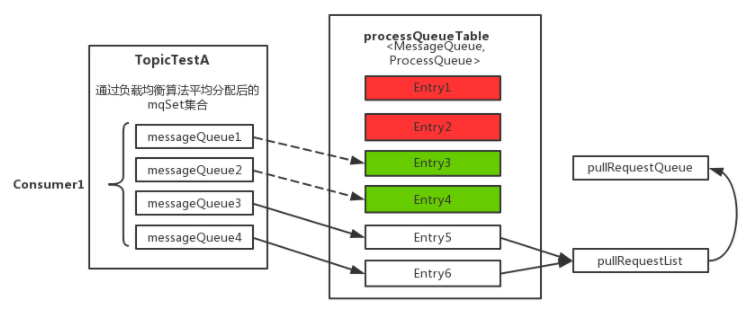 TopicTestA
通过负载均衡算法平均分配后的
mqSet集合
Consumer1
messageQueue1
messageQueue2
messageQueue3
messageQueue4
processQueueTable
<MessageQueue,
ProcessQueue>
Entry1
Entry2
Entry3
Entry4
Entry5
Entry6
pullRequestQueue
pullRequestList